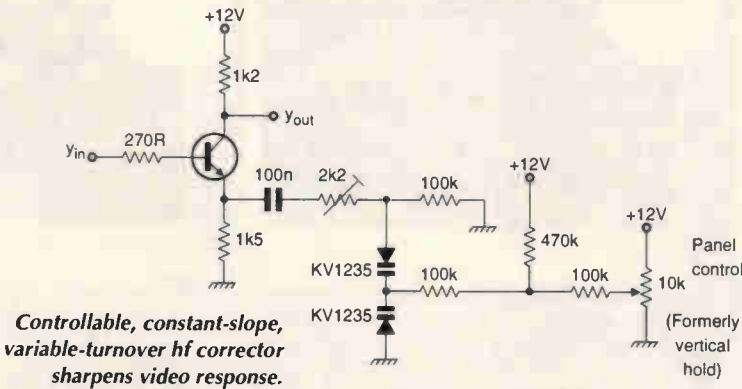 +12V
1k2
y_out
y_in
270R
100n
2k2
100k
1k5
KV1235
KV1235
100k
+12V
470k
100k
+12V
10k
Panel
control
(Formerly
vertical
hold)
Controllable, constant-slope,
variable-turnover hf corrector
sharpens video response.